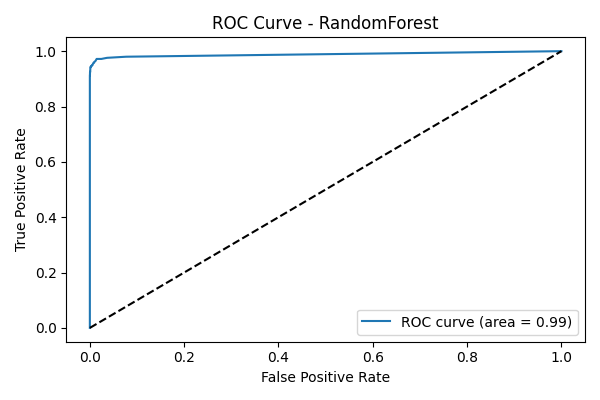 ROC Curve - RandomForest
True Positive Rate
1.0
0.8
0.6
0.4
0.2
0.0
ROC curve (area = 0.99)
0.0 0.2 0.4 0.6 0.8 1.0
False Positive Rate